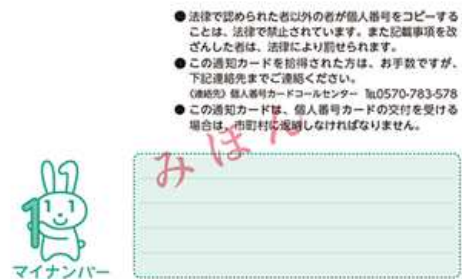 ●法律で認められた者以外の者が個人番号をコピーする
ことは、法律で禁止されています。また記載事項を改
ざんした者は、法律により罰せられます。
●この通知カードを拾得された方は、お手数ですが、
下記連絡先までご連絡ください。
《連絡先》個人番号カードコールセンター ℡0570-783-578
●この通知カードは、個人番号カードの交付を受ける
場合は、市町村に返納しなければなりません。
みほん
1
マイナンバー